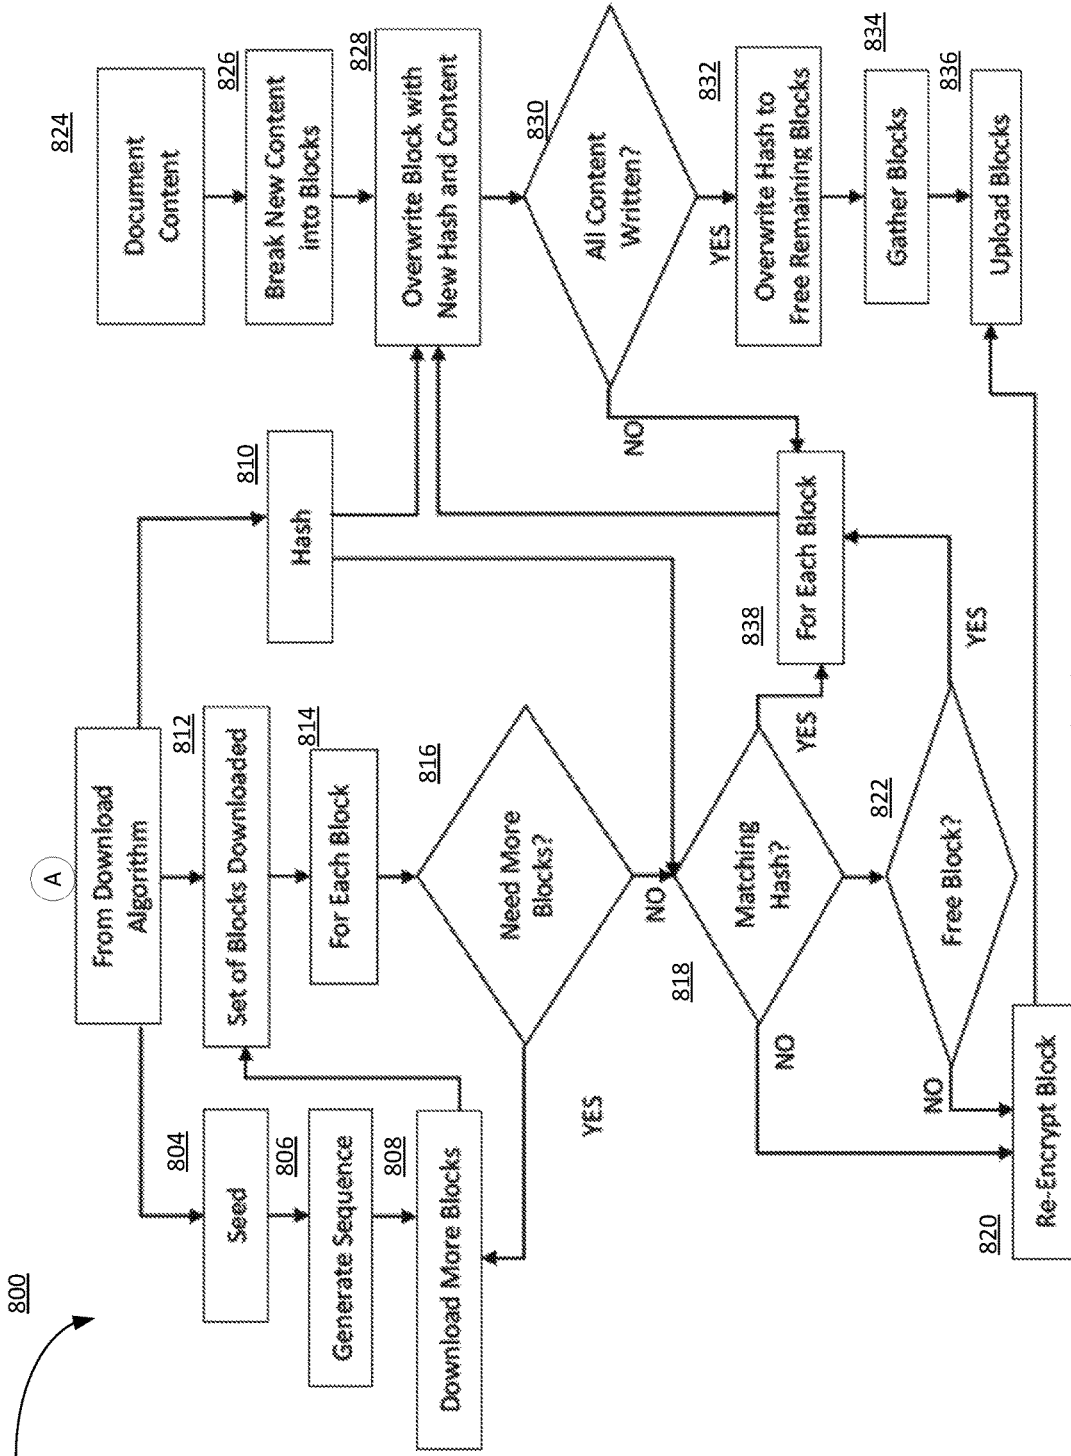 800
A
From Download
Algorithm
804
Seed
806
Generate Sequence
808
Download More Blocks
812
Set of Blocks Downloaded
814
For Each Block
816
Need More
Blocks?
YES
NO
810
Hash
818
Matching
Hash?
NO
YES
822
Free Block?
NO
YES
820
Re-Encrypt Block
838
For Each Block
824
Document
Content
826
Break New Content
into Blocks
828
Overwrite Block with
New Hash and Content
830
All Content
Written?
NO
YES
832
Overwrite Hash to
Free Remaining Blocks
834
Gather Blocks
836
Upload Blocks